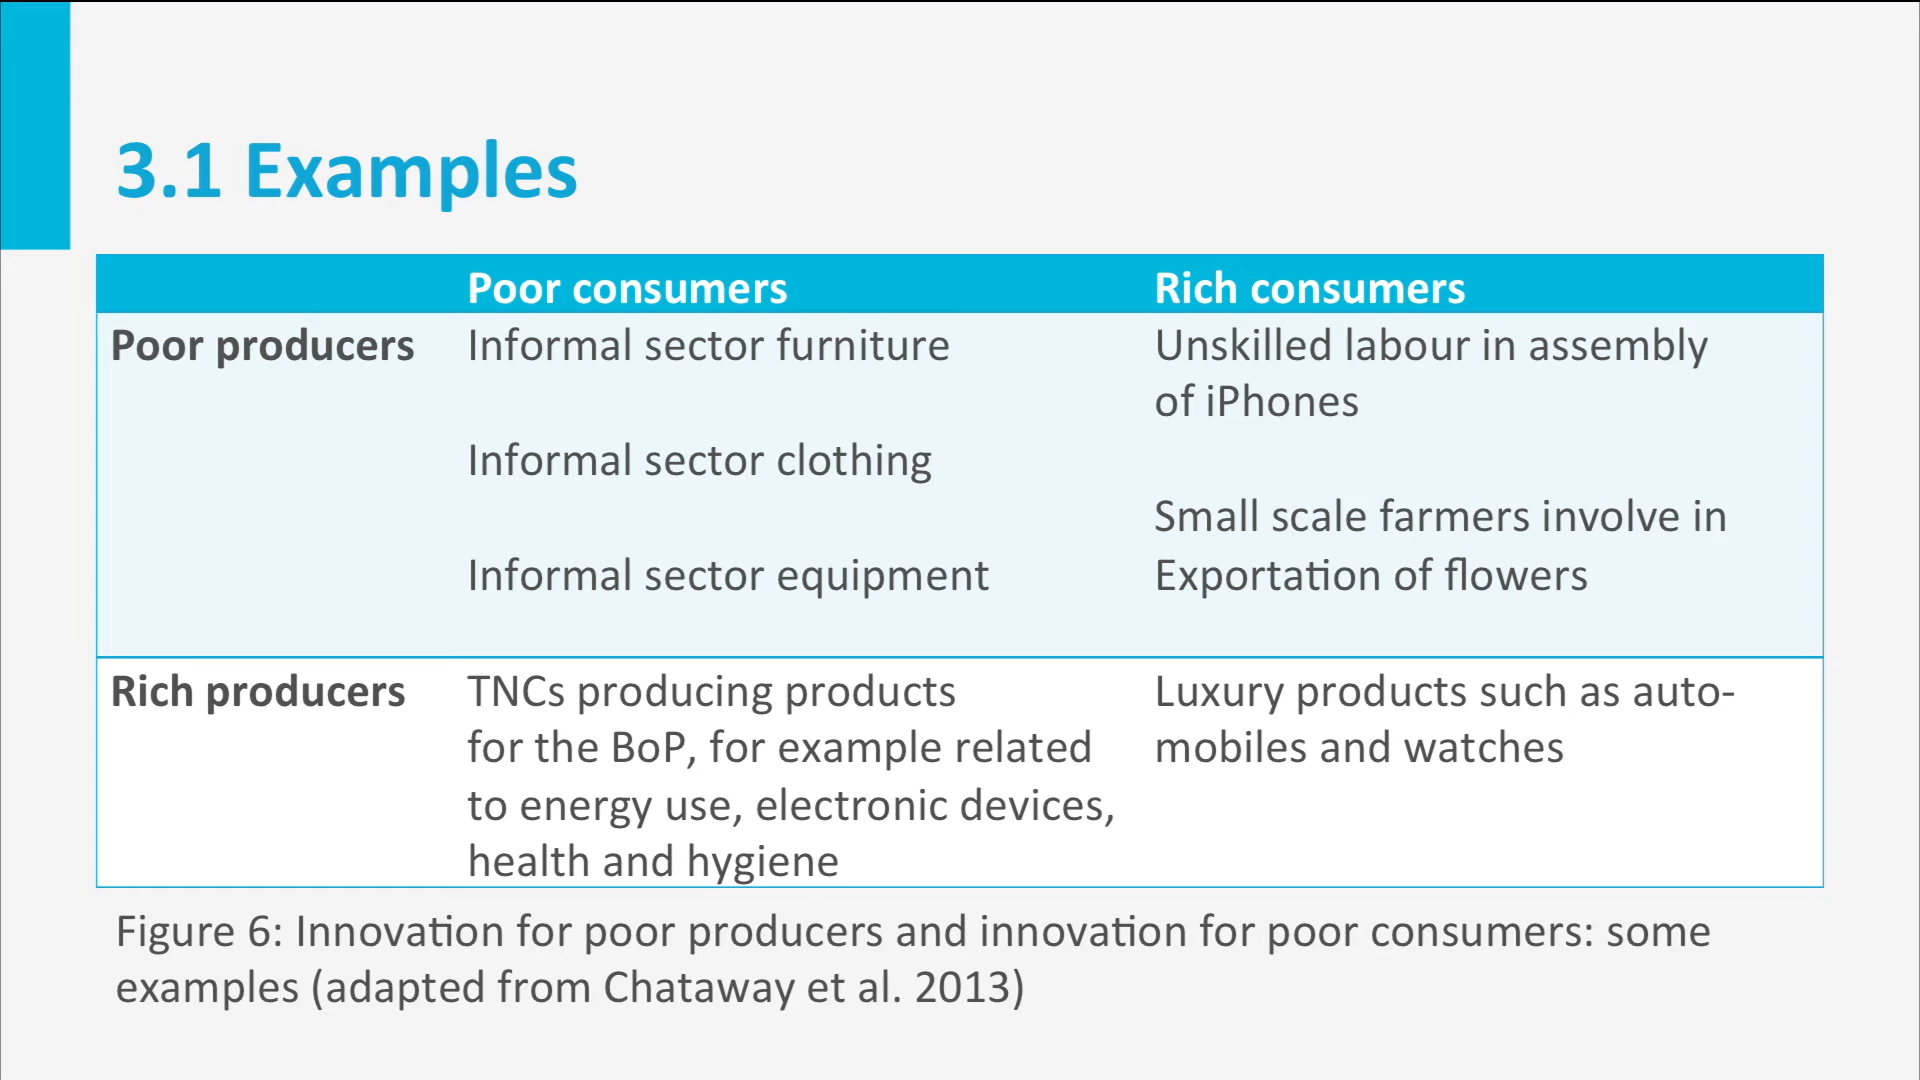 3.1 Examples
Poor consumers
Rich consumers
Poor producers
Informal sector furniture
Informal sector clothing
Informal sector equipment
Unskilled labour in assembly
of iPhones
Small scale farmers involve in
Exportation of flowers
Rich producers
TNCs producing products
for the BoP, for example related
to energy use, electronic devices,
health and hygiene
Luxury products such as auto-
mobiles and watches
Figure 6: Innovation for poor producers and innovation for poor consumers: some
examples (adapted from Chataway et al. 2013)